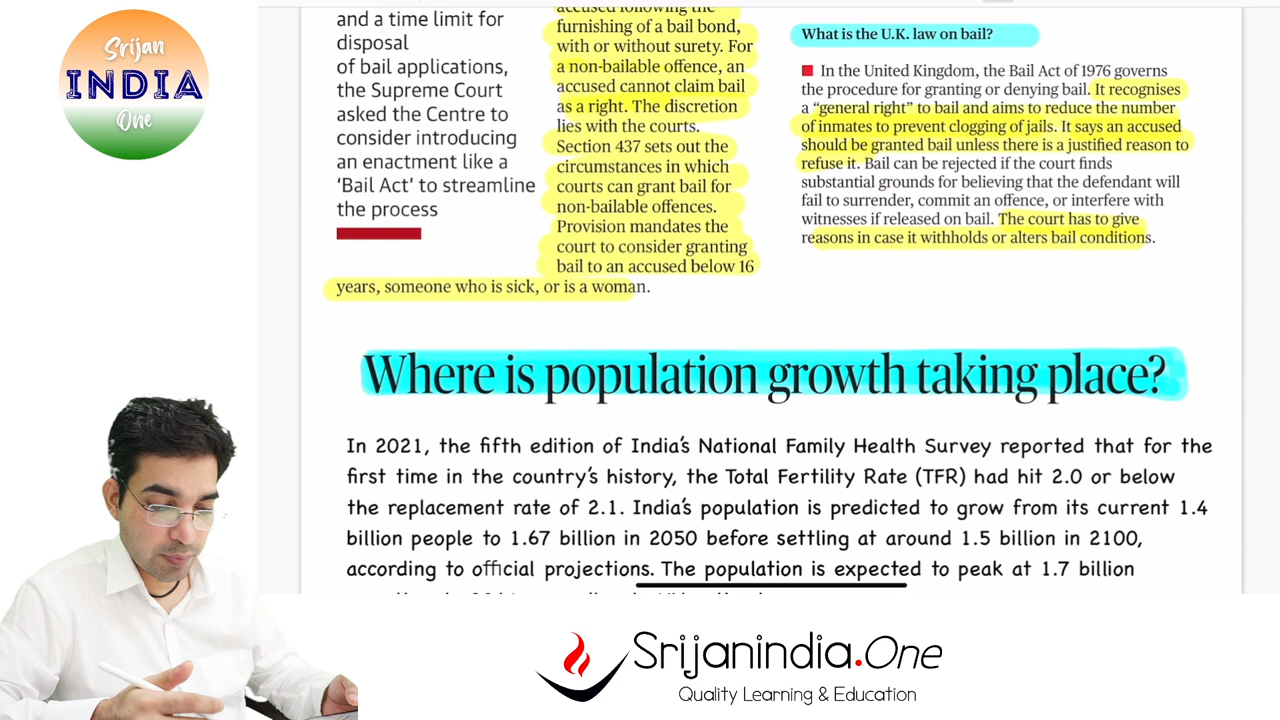 Srijan
INDIA
One
and a time limit for
disposal
of bail applications,
the Supreme Court
asked the Centre to
consider introducing
an enactment like a
‘Bail Act’ to streamline
the process
accused following the
furnishing of a bail bond,
with or without surety. For
a non-bailable offence, an
accused cannot claim bail
as a right. The discretion
lies with the courts.
Section 437 sets out the
circumstances in which
courts can grant bail for
non-bailable offences.
Provision mandates the
court to consider granting
bail to an accused below 16
years, someone who is sick, or is a woman.
What is the U.K. law on bail?
In the United Kingdom, the Bail Act of 1976 governs
the procedure for granting or denying bail. It recognises
a “general right” to bail and aims to reduce the number
of inmates to prevent clogging of jails. It says an accused
should be granted bail unless there is a justified reason to
refuse it. Bail can be rejected if the court finds
substantial grounds for believing that the defendant will
fail to surrender, commit an offence, or interfere with
witnesses if released on bail. The court has to give
reasons in case it withholds or alters bail conditions.
Where is population growth taking place?
In 2021, the fifth edition of India’s National Family Health Survey reported that for the
first time in the country’s history, the Total Fertility Rate (TFR) had hit 2.0 or below
the replacement rate of 2.1. India’s population is predicted to grow from its current 1.4
billion people to 1.67 billion in 2050 before settling at around 1.5 billion in 2100,
according to official projections. The population is expected to peak at 1.7 billion
Srijanindia.One
Quality Learning & Education